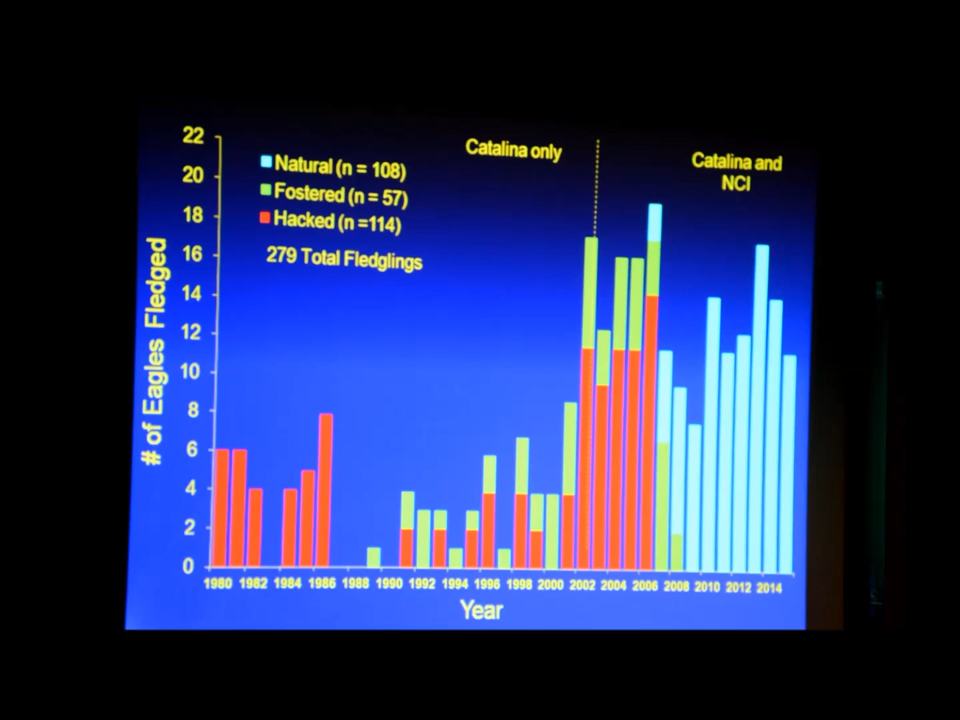 22
20
18
16
14
12
10
8
6
4
2
0
# of Eagles Fledged
Natural (n = 108)
Fostered (n = 57)
Hacked (n =114)
279 Total Fledglings
Catalina only
Catalina and
NCI
1980 1982 1984 1986 1988 1990 1992 1994 1996 1998 2000 2002 2004 2006 2008 2010 2012 2014
Year